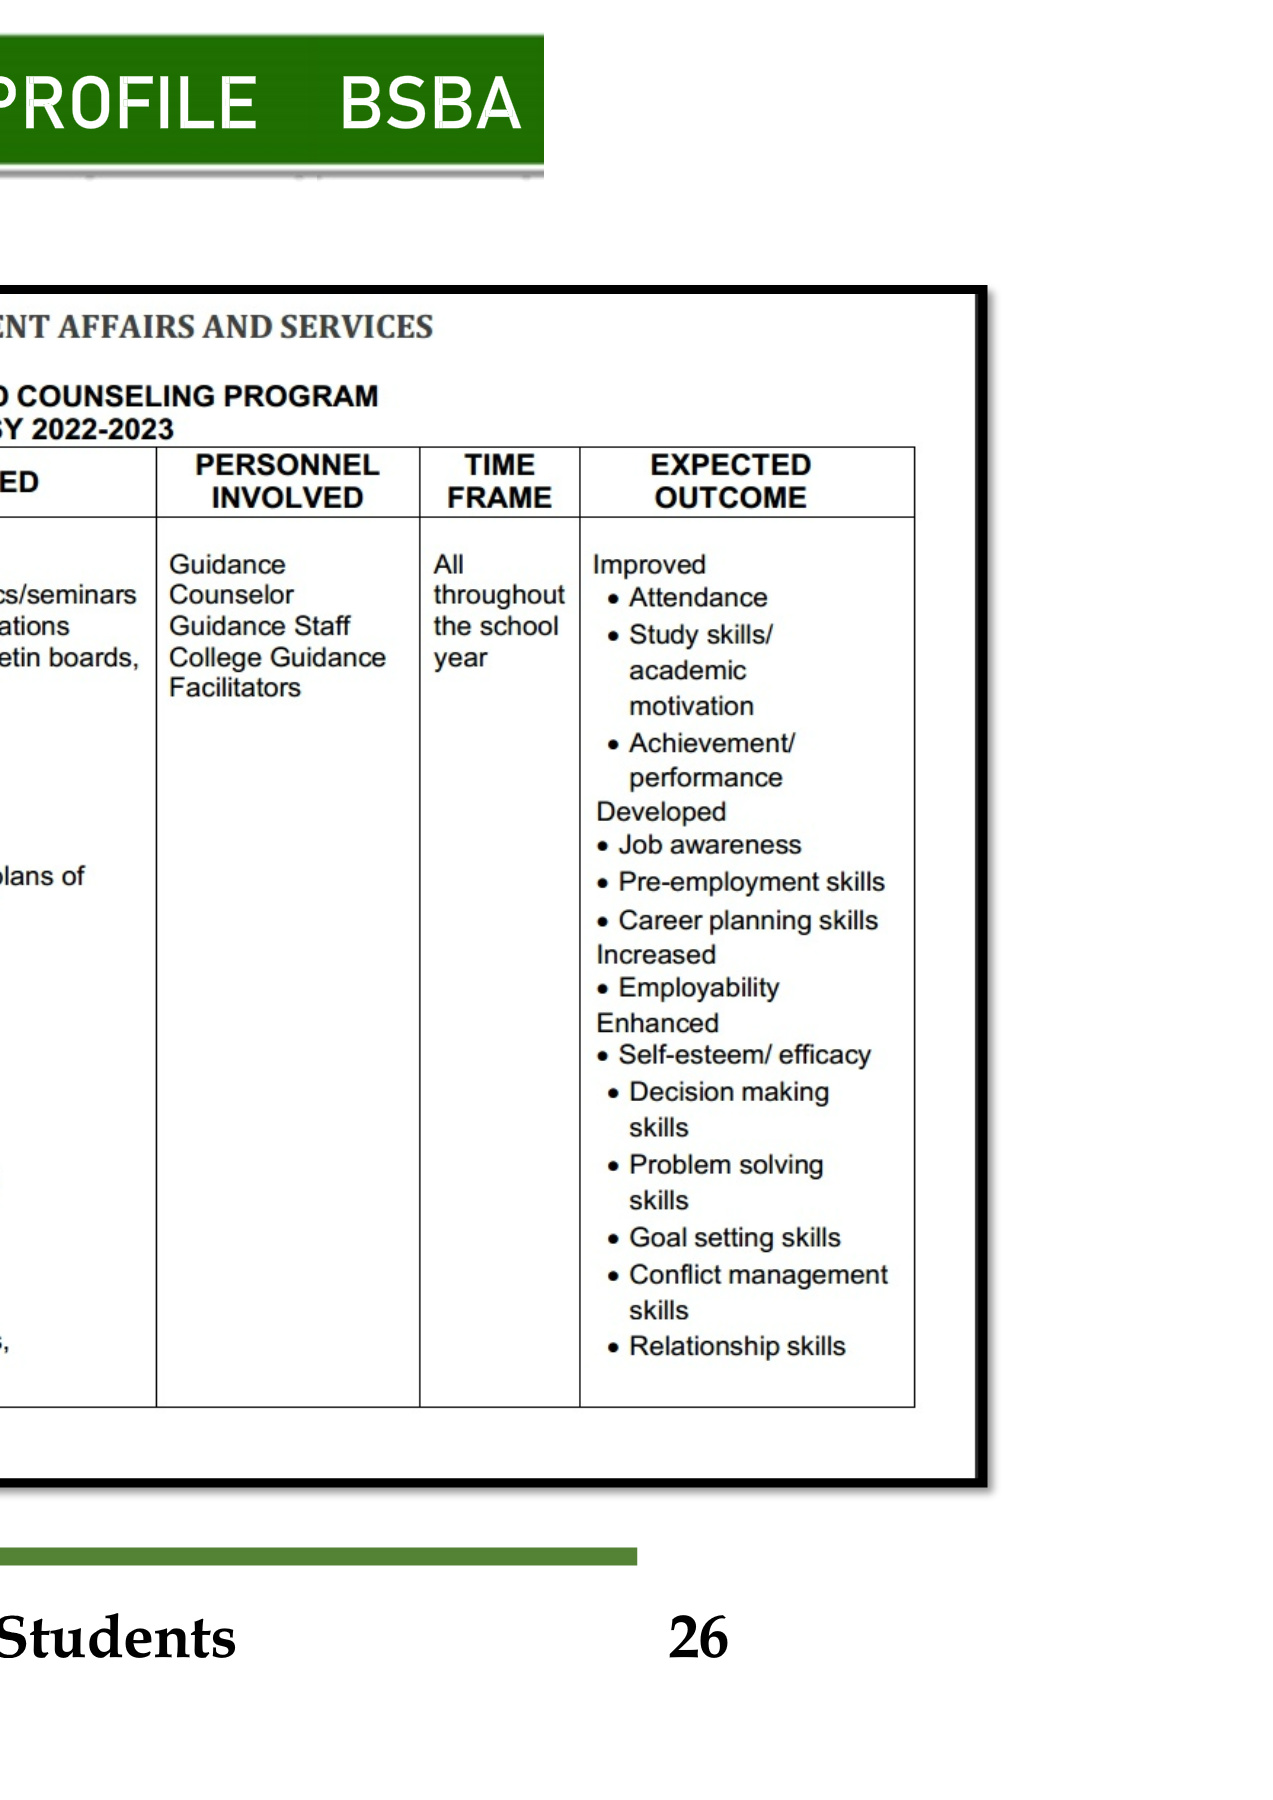 PROFILE BSBA
ENT AFFAIRS AND SERVICES
D COUNSELING PROGRAM
SY 2022-2023
ED
PERSONNEL
INVOLVED
TIME
FRAME
EXPECTED
OUTCOME
cs/seminars
ations
etin boards,
plans of
s,
Guidance
Counselor
Guidance Staff
College Guidance
Facilitators
All
throughout
the school
year
Improved
• Attendance
• Study skills/
academic
motivation
• Achievement/
performance
Developed
• Job awareness
• Pre-employment skills
• Career planning skills
Increased
• Employability
Enhanced
• Self-esteem/ efficacy
• Decision making
skills
• Problem solving
skills
• Goal setting skills
• Conflict management
skills
• Relationship skills
Students 26